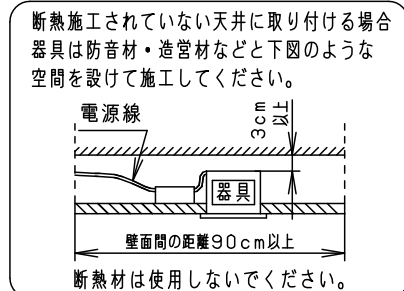 断熱施工されていない天井に取り付ける場合
器具は防音材・造営材などと下図のような
空間を設けて施工してください。
電源線
3cm
以上
器具
壁面間の距離90cm以上
断熱材は使用しないでください。